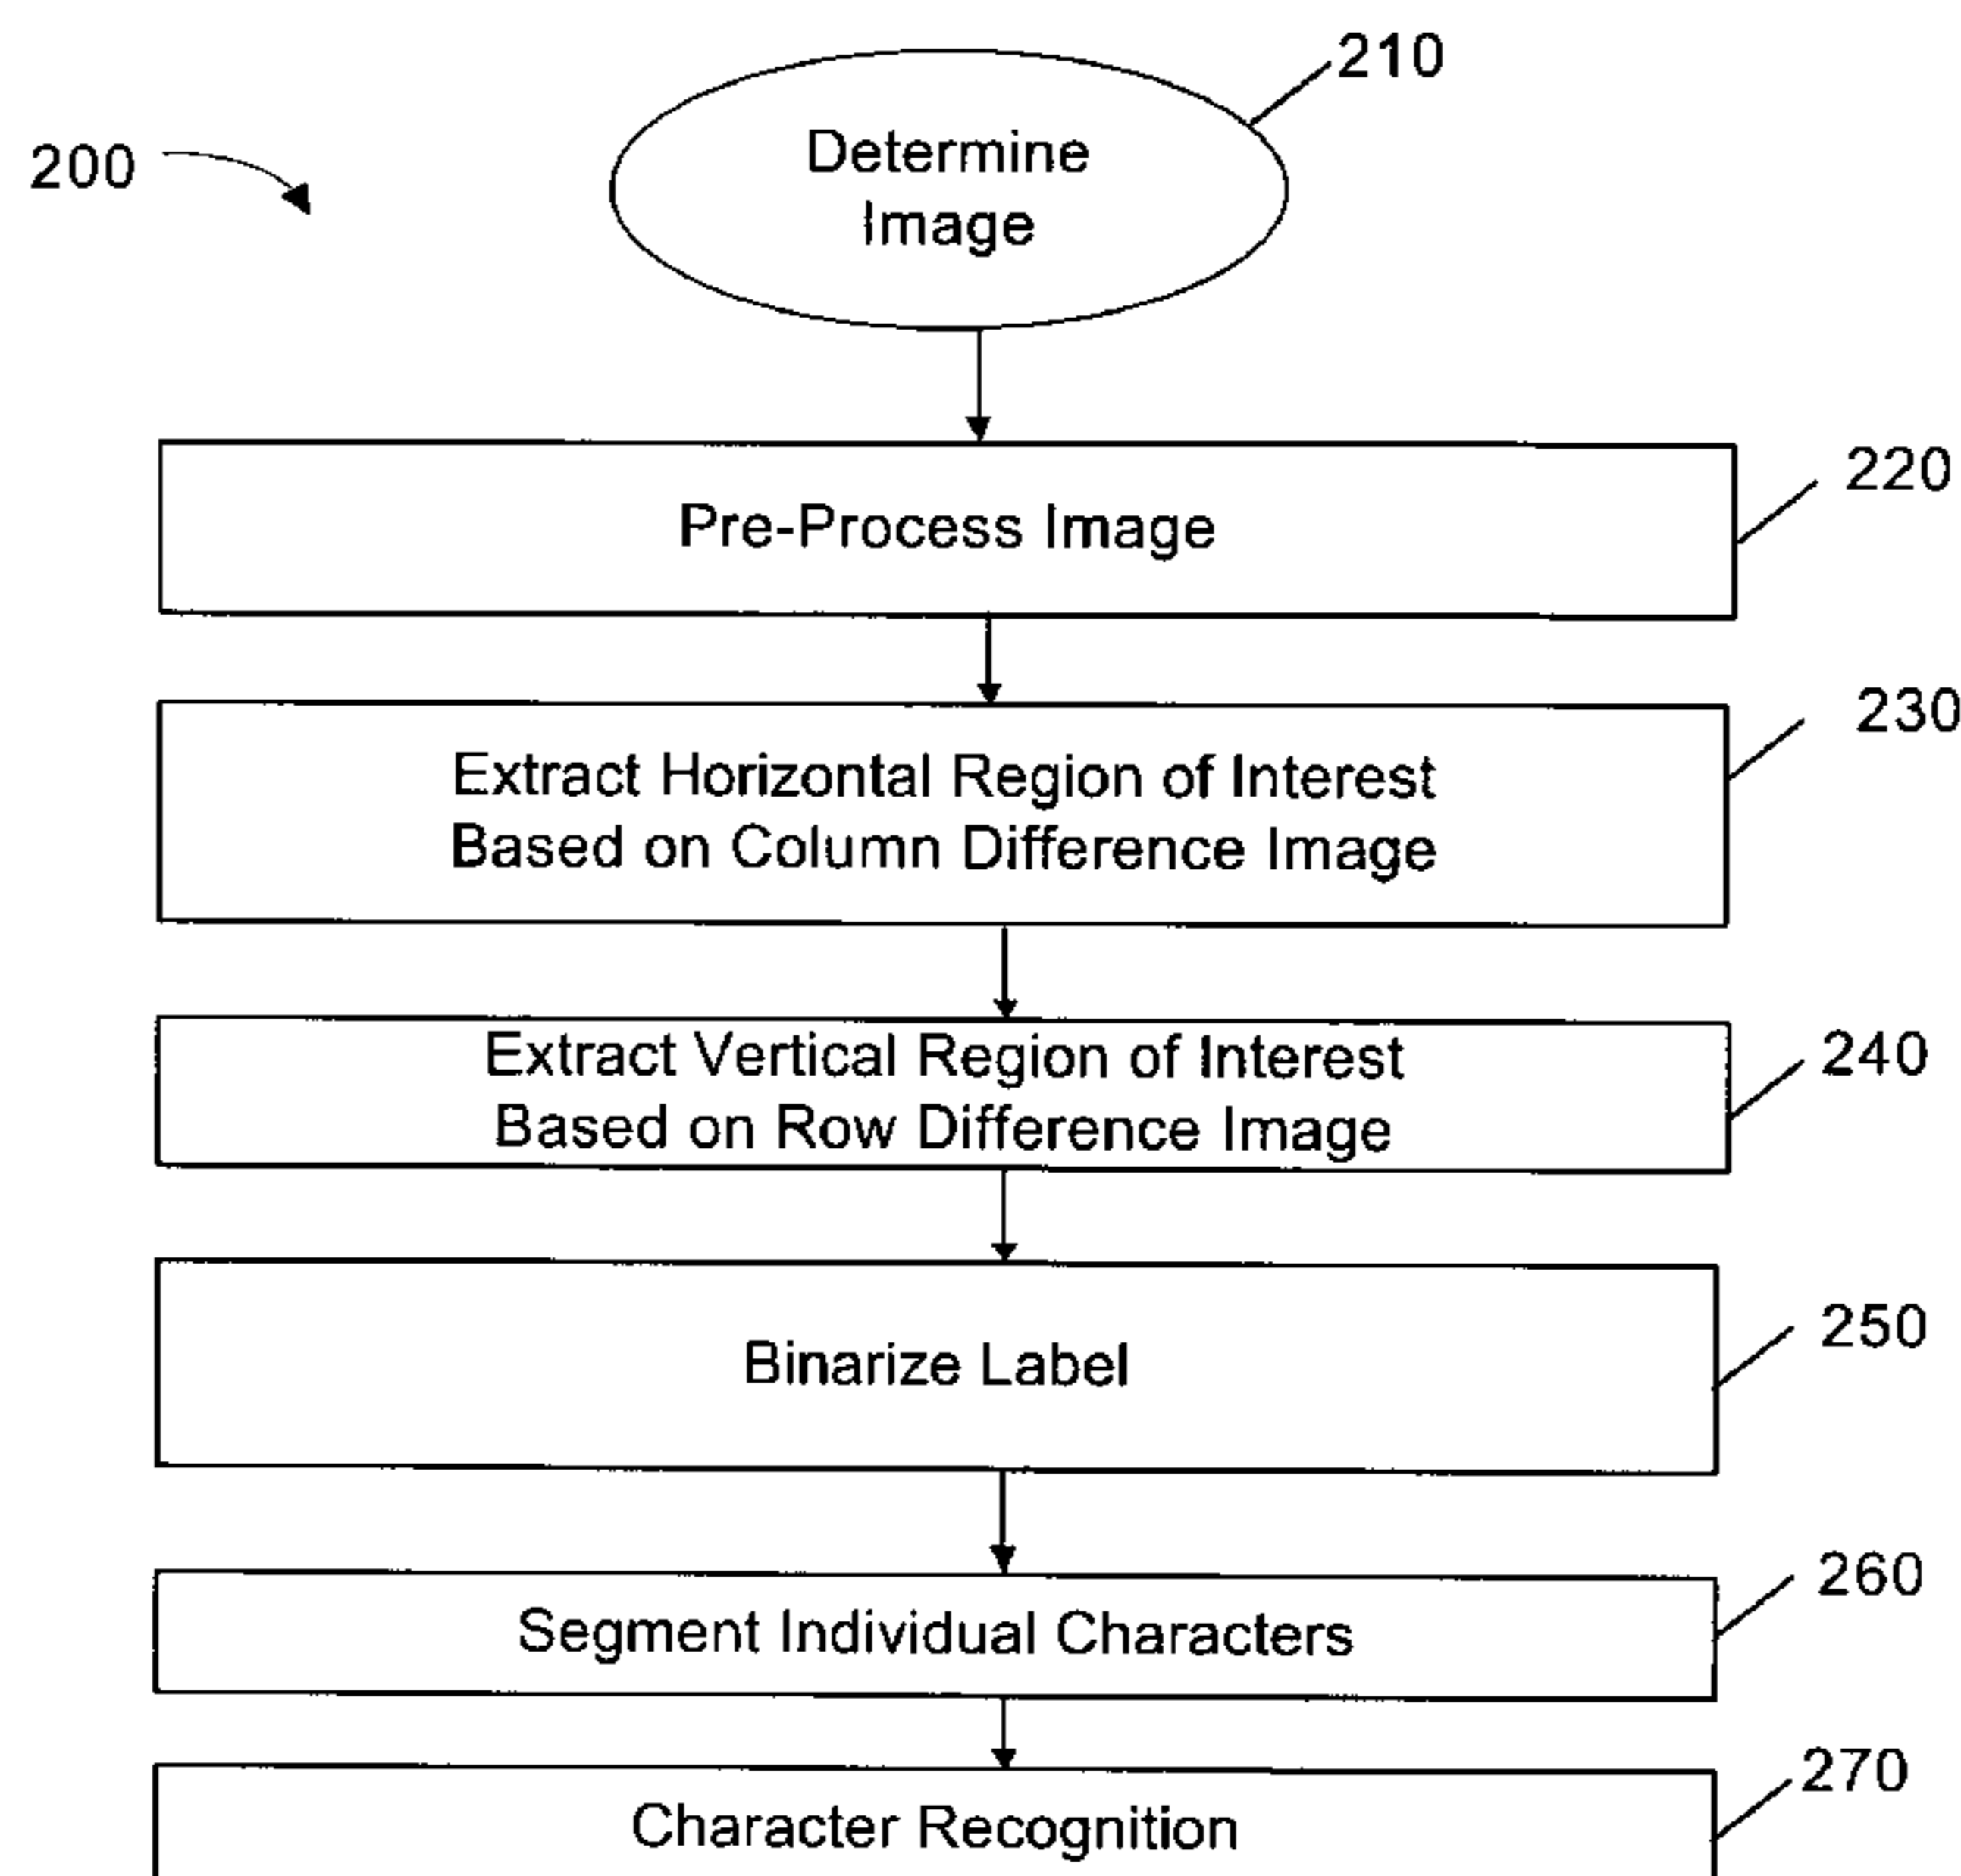 210
200
Determine
Image
220
Pre-Process Image
230
Extract Horizontal Region of Interest
Based on Column Difference Image
240
Extract Vertical Region of Interest
Based on Row Difference Image
250
Binarize Label
260
Segment Individual Characters
270
Character Recognition